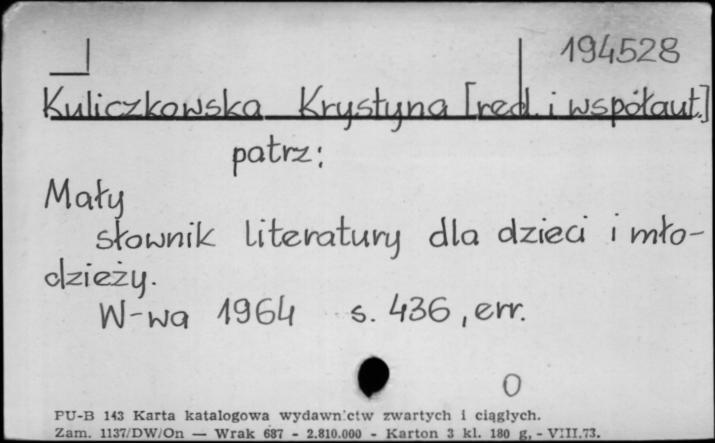 194528
Kuliczkowska Krystyna [red. i współaut.]
patrz:
Mały
słownik literatury dla dzieci i mło-
dzieży.
W-wa 1964 s. 436, err.
O
PU-B 143 Karta katalogowa wydawnictw zwartych i ciągłych.
Zam. 1137/DW/On — Wrak 687 - 2.810.000 - Karton 3 kl. 180 g. - VIII.73.